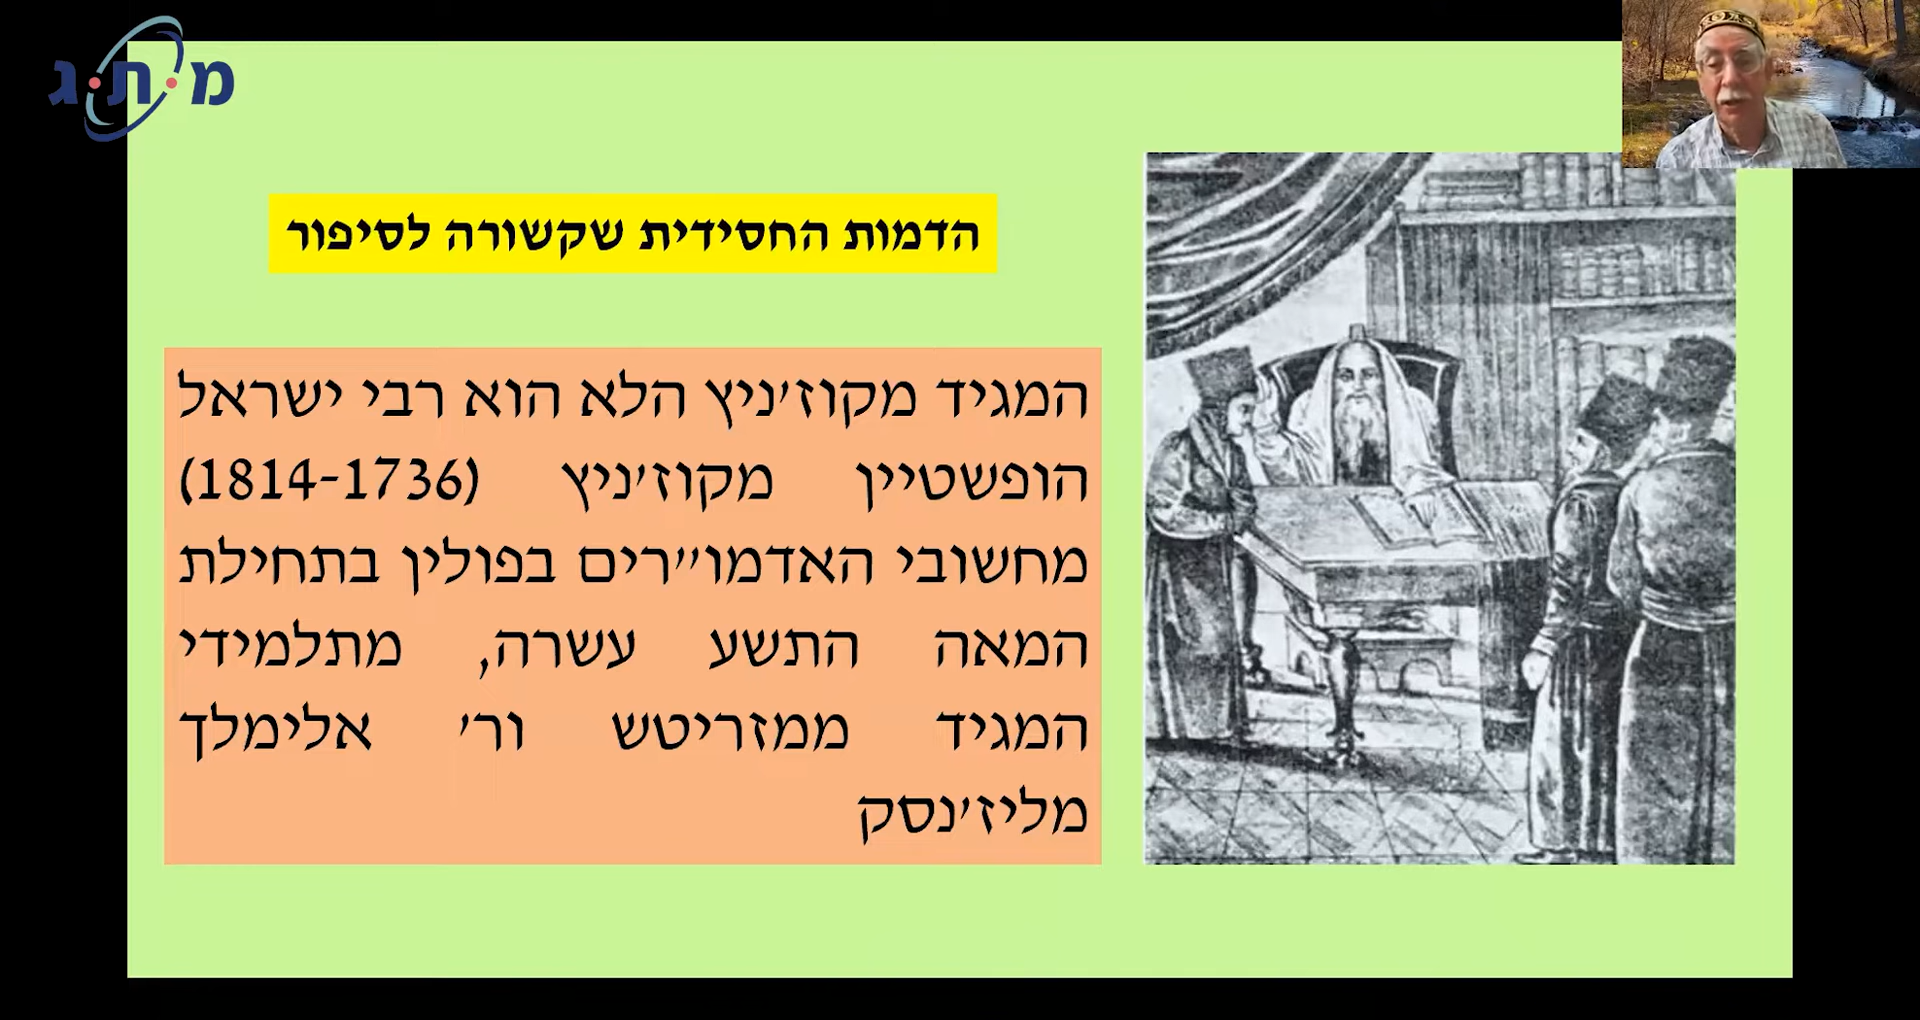 מ.ת.ג
הדמות החסידית שקשורה לסיפור
המגיד מקוז'ניץ הלא הוא רבי ישראל
הופשטיין מקוז'ניץ (1814-1736)
מחשובי האדמו"רים בפולין בתחילת
המאה התשע עשרה, מתלמידי
המגיד ממזריטש ור' אלימלך
מליז'נסק